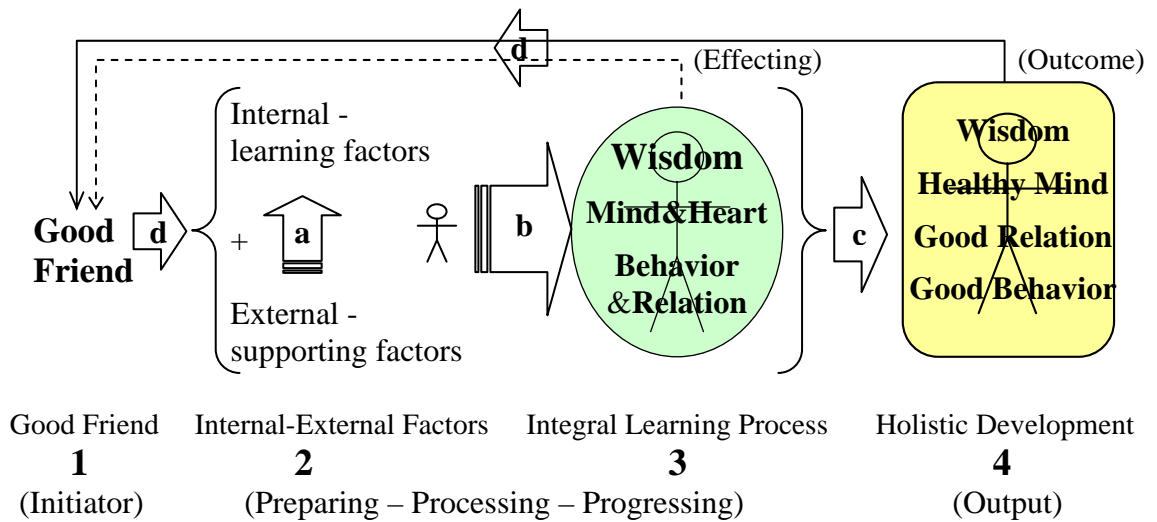 d
(Effecting)
(Outcome)
Good
Friend
d
Internal -
learning factors
+
a
External -
supporting factors
b
Wisdom
Mind&Heart
Behavior
&Relation
c
Wisdom
Healthy Mind
Good Relation
Good Behavior
Good Friend
1
(Initiator)
Internal-External Factors
2
Integral Learning Process
3
(Preparing – Processing – Progressing)
Holistic Development
4
(Output)